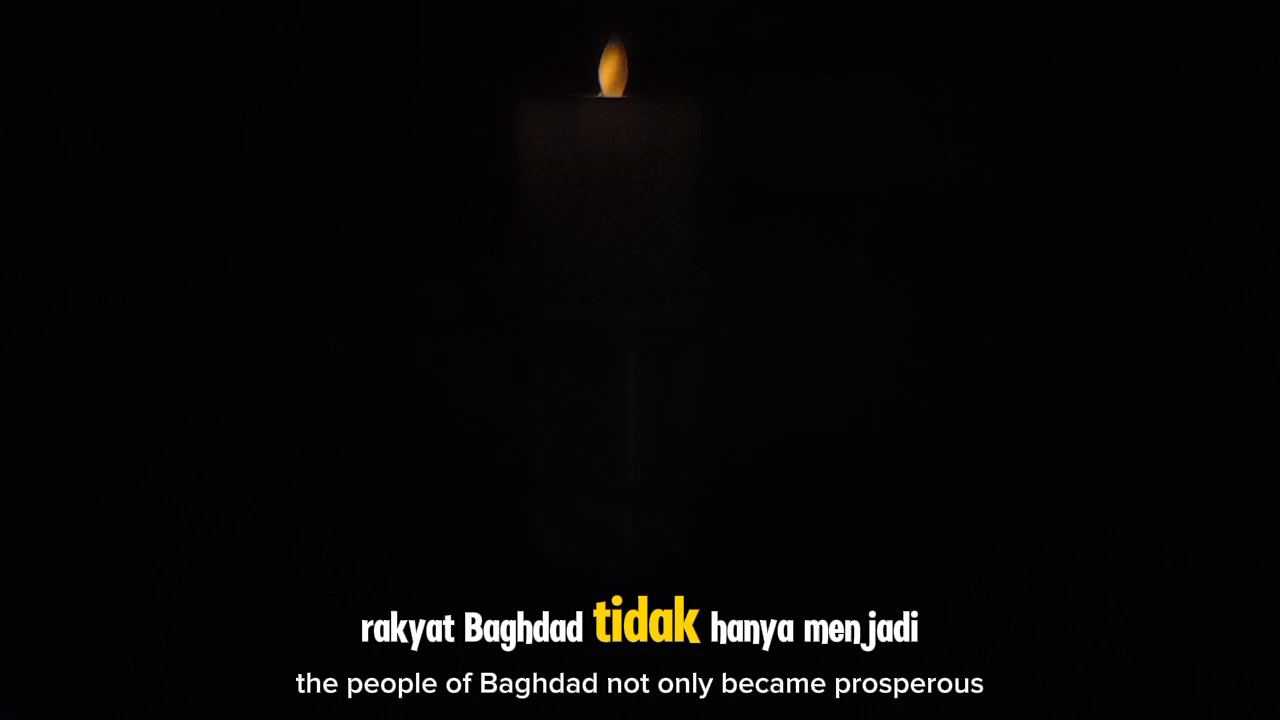 rakyat Baghdad tidak hanya menjadi
the people of Baghdad not only became prosperous